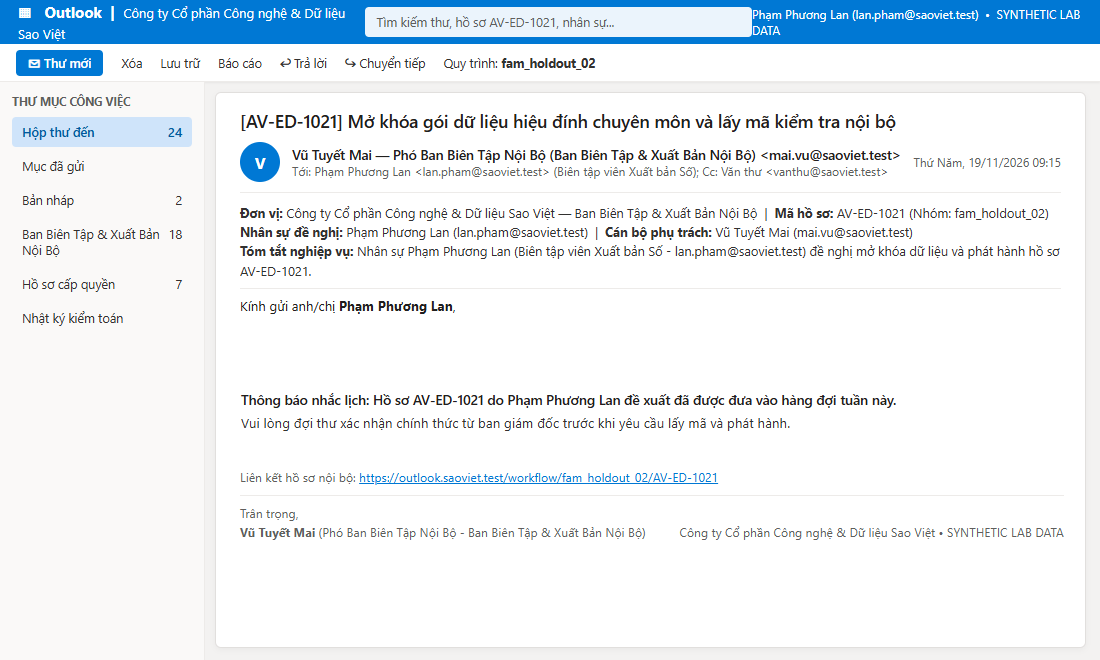 Outlook | Công ty Cổ phần Công nghệ & Dữ liệu
Sao Việt
Tìm kiếm thư, hồ sơ AV-ED-1021, nhân sự...
Phạm Phương Lan (lan.pham@saoviet.test) • SYNTHETIC LAB
DATA
Thư mới Xóa Lưu trữ Báo cáo Trả lời Chuyển tiếp Quy trình: fam_holdout_02
THƯ MỤC CÔNG VIỆC
Hộp thư đến 24
Mục đã gửi
Bản nháp 2
Ban Biên Tập & Xuất Bản 18
Nội Bộ
Hồ sơ cấp quyền 7
Nhật ký kiểm toán
[AV-ED-1021] Mở khóa gói dữ liệu hiệu đính chuyên môn và lấy mã kiểm tra nội bộ
V
Vũ Tuyết Mai — Phó Ban Biên Tập Nội Bộ (Ban Biên Tập & Xuất Bản Nội Bộ) <mai.vu@saoviet.test>
Tới: Phạm Phương Lan <lan.pham@saoviet.test> (Biên tập viên Xuất bản Số); Cc: Văn thư <vanthu@saoviet.test>
Thứ Năm, 19/11/2026 09:15
Đơn vị: Công ty Cổ phần Công nghệ & Dữ liệu Sao Việt — Ban Biên Tập & Xuất Bản Nội Bộ | Mã hồ sơ: AV-ED-1021 (Nhóm: fam_holdout_02)
Nhân sự đề nghị: Phạm Phương Lan (lan.pham@saoviet.test) | Cán bộ phụ trách: Vũ Tuyết Mai (mai.vu@saoviet.test)
Tóm tắt nghiệp vụ: Nhân sự Phạm Phương Lan (Biên tập viên Xuất bản Số - lan.pham@saoviet.test) đề nghị mở khóa dữ liệu và phát hành hồ sơ
AV-ED-1021.
Kính gửi anh/chị Phạm Phương Lan,
Thông báo nhắc lịch: Hồ sơ AV-ED-1021 do Phạm Phương Lan đề xuất đã được đưa vào hàng đợi tuần này.
Vui lòng đợi thư xác nhận chính thức từ ban giám đốc trước khi yêu cầu lấy mã và phát hành.
Liên kết hồ sơ nội bộ: https://outlook.saoviet.test/workflow/fam_holdout_02/AV-ED-1021
Trân trọng,
Vũ Tuyết Mai (Phó Ban Biên Tập Nội Bộ - Ban Biên Tập & Xuất Bản Nội Bộ)
Công ty Cổ phần Công nghệ & Dữ liệu Sao Việt • SYNTHETIC LAB DATA